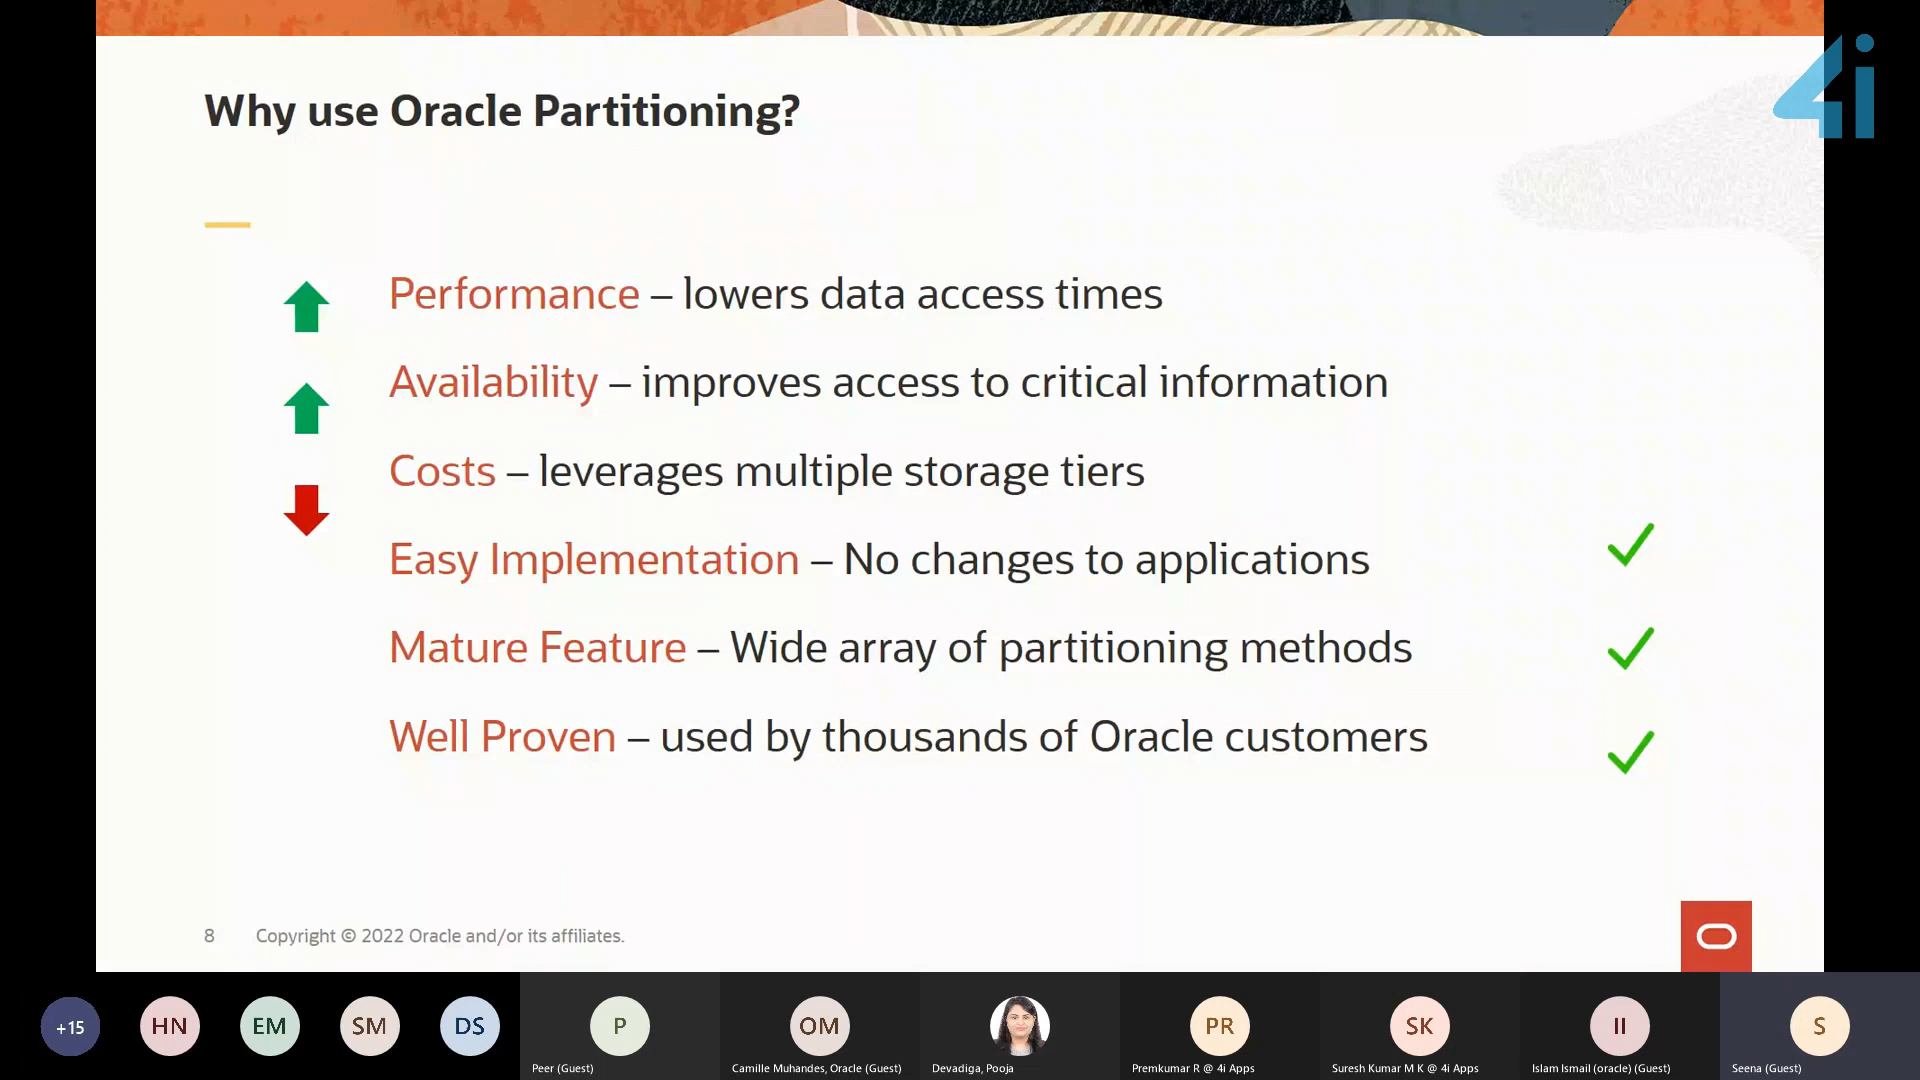 4i
Why use Oracle Partitioning?
Performance – lowers data access times
Availability – improves access to critical information
Costs – leverages multiple storage tiers
Easy Implementation – No changes to applications
Mature Feature – Wide array of partitioning methods
Well Proven – used by thousands of Oracle customers
8 Copyright © 2022 Oracle and/or its affiliates.
+15 HN EM SM DS P OM PR SK II S
Peer (Guest) Camille Muhandes, Oracle (Guest) Devadiga, Pooja Premkumar R @ 4i Apps Suresh Kumar M K @ 4i Apps Islam Ismail (oracle) (Guest) Seena (Guest)